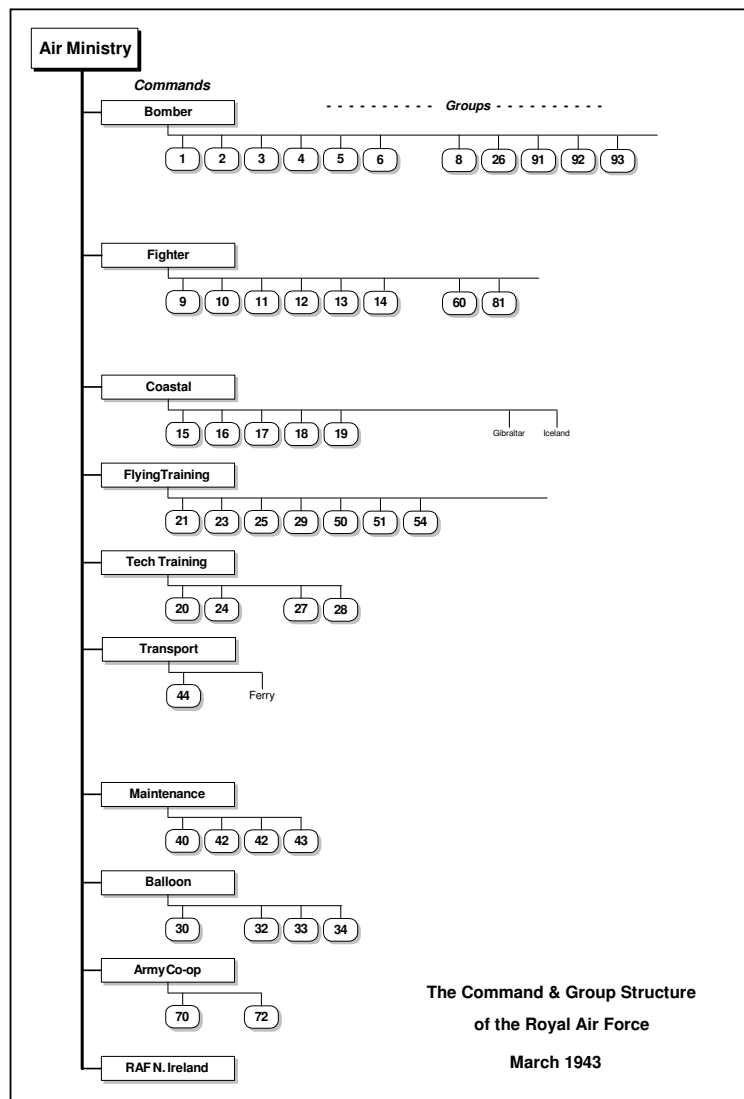 Air Ministry
Commands
Groups
Bomber
1 2 3 4 5 6 8 26 91 92 93
Fighter
9 10 11 12 13 14 60 81
Coastal
15 16 17 18 19 Gibraltar Iceland
FlyingTraining
21 23 25 29 50 51 54
Tech Training
20 24 27 28
Transport
44 Ferry
Maintenance
40 42 42 43
Balloon
30 32 33 34
ArmyCo-op
70 72
RAF N. Ireland
The Command & Group Structure
of the Royal Air Force
March 1943